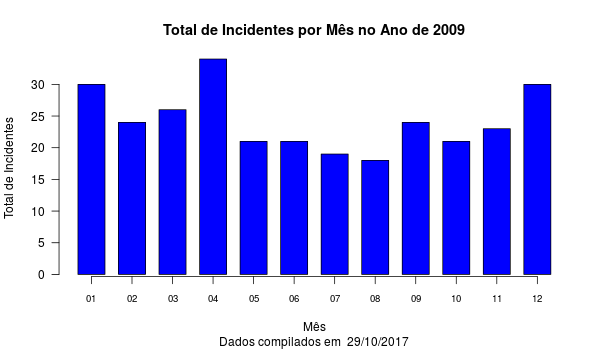 Total de Incidentes por Mês no Ano de 2009
Total de Incidentes
30
25
20
15
10
5
0
01 02 03 04 05 06 07 08 09 10 11 12
Mês
Dados compilados em 29/10/2017